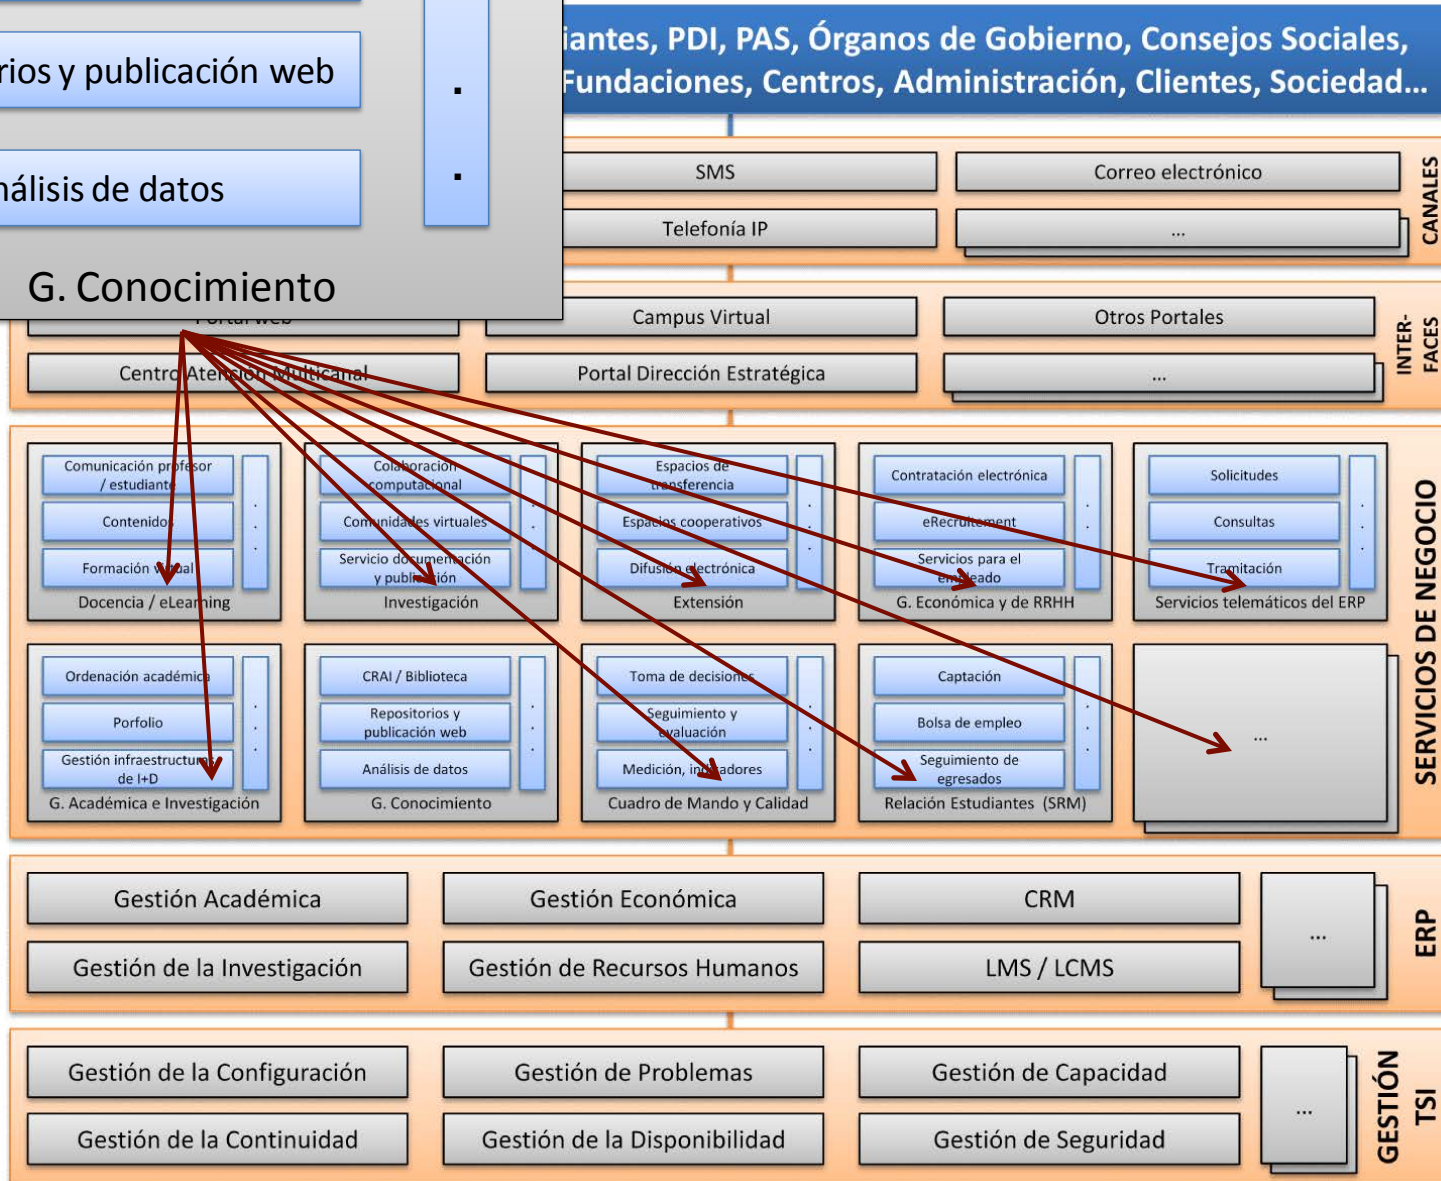 rios y publicación web
nálisis de datos
G. Conocimiento
iantes, PDI, PAS, Órganos de Gobierno, Consejos Sociales,
Fundaciones, Centros, Administración, Clientes, Sociedad...
SMS
Correo electrónico
Telefonía IP
...
CANALES
Portal web
Campus Virtual
Otros Portales
Centro Atención Multicanal
Portal Dirección Estratégica
...
INTER-
FACES
Comunicación profesor
/ estudiante
Contenidos
Formación virtual
Docencia / eLearning
Colaboración
computacional
Comunidades virtuales
Servicio documentación
y publicación
Investigación
Espacios de
transferencia
Espacios cooperativos
Difusión electrónica
Extensión
Contratación electrónica
eRecruitement
Servicios para el
empleado
G. Económica y de RRHH
Solicitudes
Consultas
Tramitación
Servicios telemáticos del ERP
Ordenación académica
Porfolio
Gestión infraestructuras
de I+D
G. Académica e Investigación
CRAI / Biblioteca
Repositorios y
publicación web
Análisis de datos
G. Conocimiento
Toma de decisiones
Seguimiento y
evaluación
Medición, indicadores
Cuadro de Mando y Calidad
Captación
Bolsa de empleo
Seguimiento de
egresados
Relación Estudiantes (SRM)
...
SERVICIOS DE NEGOCIO
Gestión Académica
Gestión Económica
CRM
...
Gestión de la Investigación
Gestión de Recursos Humanos
LMS / LCMS
ERP
Gestión de la Configuración
Gestión de Problemas
Gestión de Capacidad
...
Gestión de la Continuidad
Gestión de la Disponibilidad
Gestión de Seguridad
GESTIÓN
TSI